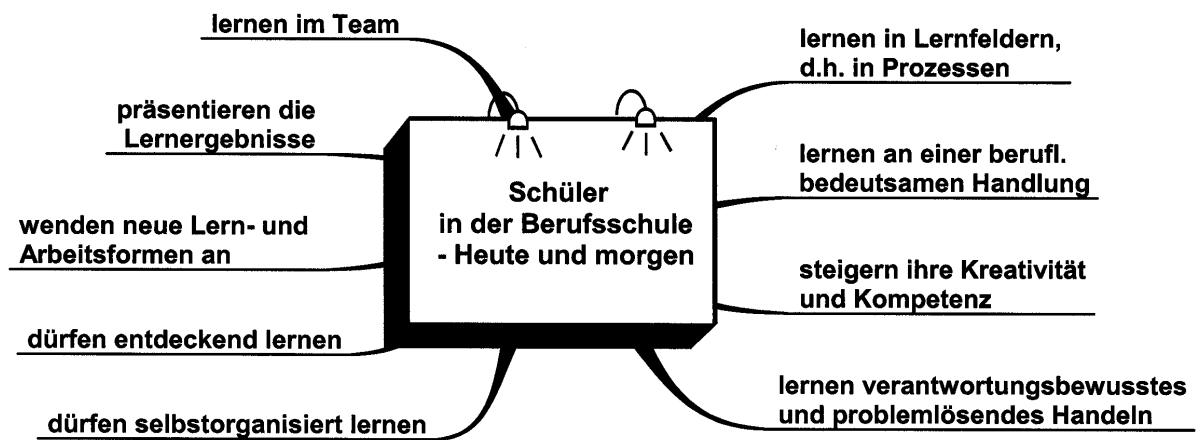 lernen im Team
präsentieren die
Lernergebnisse
wenden neue Lern- und
Arbeitsformen an
dürfen entdeckend lernen
dürfen selbstorganisiert lernen
Schüler
in der Berufsschule
- Heute und morgen
lernen in Lernfeldern,
d.h. in Prozessen
lernen an einer berufl.
bedeutsamen Handlung
steigern ihre Kreativität
und Kompetenz
lernen verantwortungsbewusstes
und problemlösendes Handeln